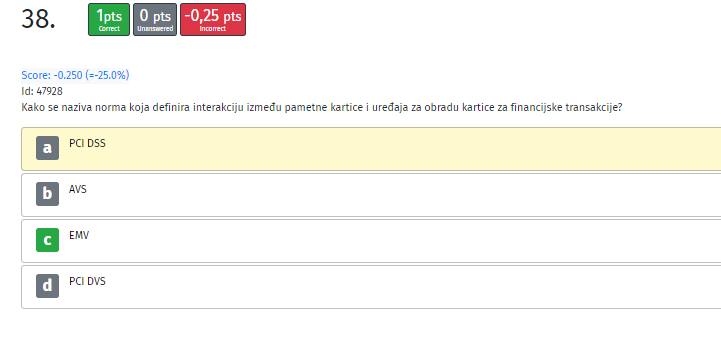 38.
1pts
Correct
0 pts
Unanswered
-0,25 pts
Incorrect
Score: -0.250 (=-25.0%)
Id: 47928
Kako se naziva norma koja definira interakciju između pametne kartice i uređaja za obradu kartice za financijske transakcije?
a PCI DSS
b AVS
c EMV
d PCI DVS